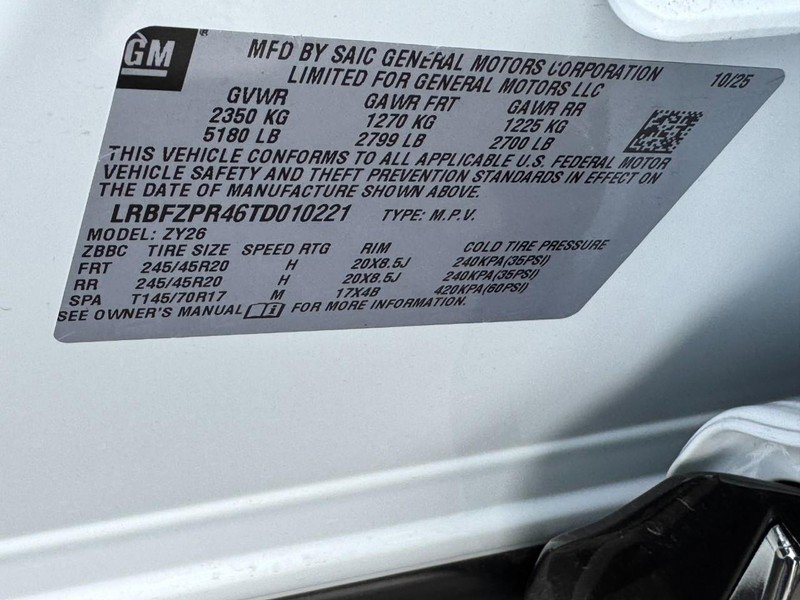 GM ®
MFD BY SAIC GENERAL MOTORS CORPORATION
LIMITED FOR GENERAL MOTORS LLC
10/25
GVWR GAWR FRT GAWR RR
2350 KG 1270 KG 1225 KG
5180 LB 2799 LB 2700 LB
THIS VEHICLE CONFORMS TO ALL APPLICABLE U.S. FEDERAL MOTOR
VEHICLE SAFETY AND THEFT PREVENTION STANDARDS IN EFFECT ON
THE DATE OF MANUFACTURE SHOWN ABOVE.
LRBFZPR46TD010221 TYPE: M.P.V.
MODEL: ZY26
ZBBC TIRE SIZE SPEED RTG RIM COLD TIRE PRESSURE
FRT 245/45R20 H 20X8.5J 240KPA(35PSI)
RR 245/45R20 H 20X8.5J 240KPA(35PSI)
SPA T145/70R17 M 17X4B 420KPA(60PSI)
SEE OWNER'S MANUAL FOR MORE INFORMATION.